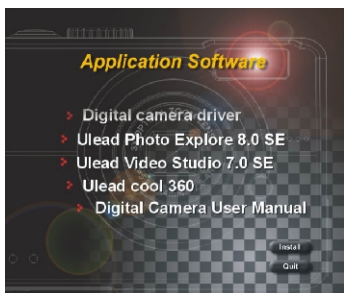 Application Software
Digital camera driver
Ulead Photo Explore 8.0 SE
Ulead Video Studio 7.0 SE
Ulead cool 360
Digital Camera User Manual
Install
Quit